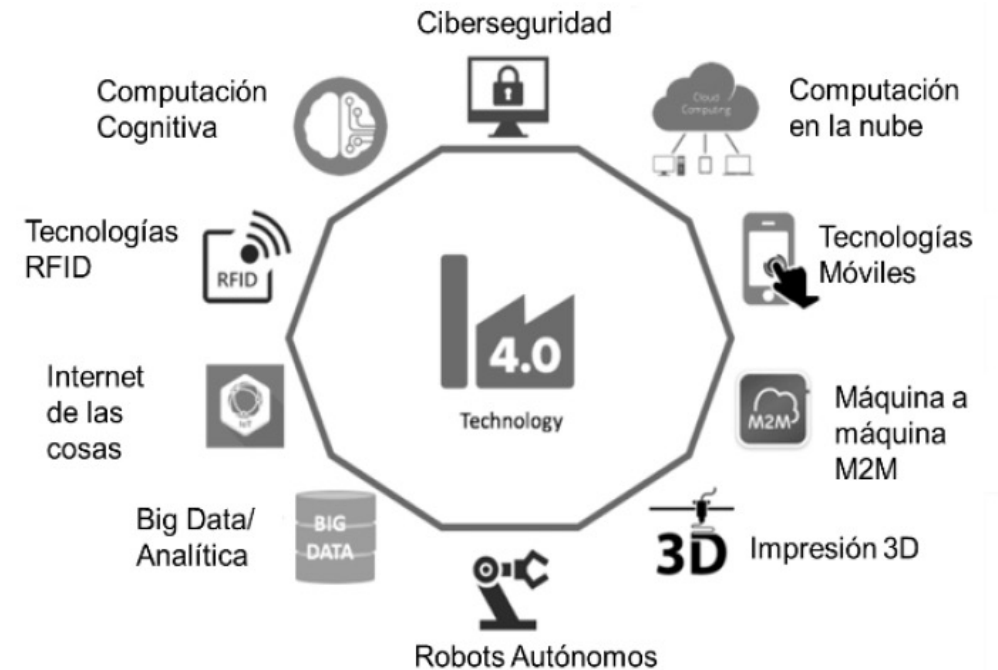 Ciberseguridad
Computación
Cognitiva
Cloud
Computing
Computación
en la nube
Tecnologías
RFID
RFID
Tecnologías
Móviles
4.0
Technology
Internet
de las
cosas
IoT
M2M
Máquina a
máquina
M2M
Big Data/
Analítica
BIG
DATA
3D
Impresión 3D
Robots Autónomos